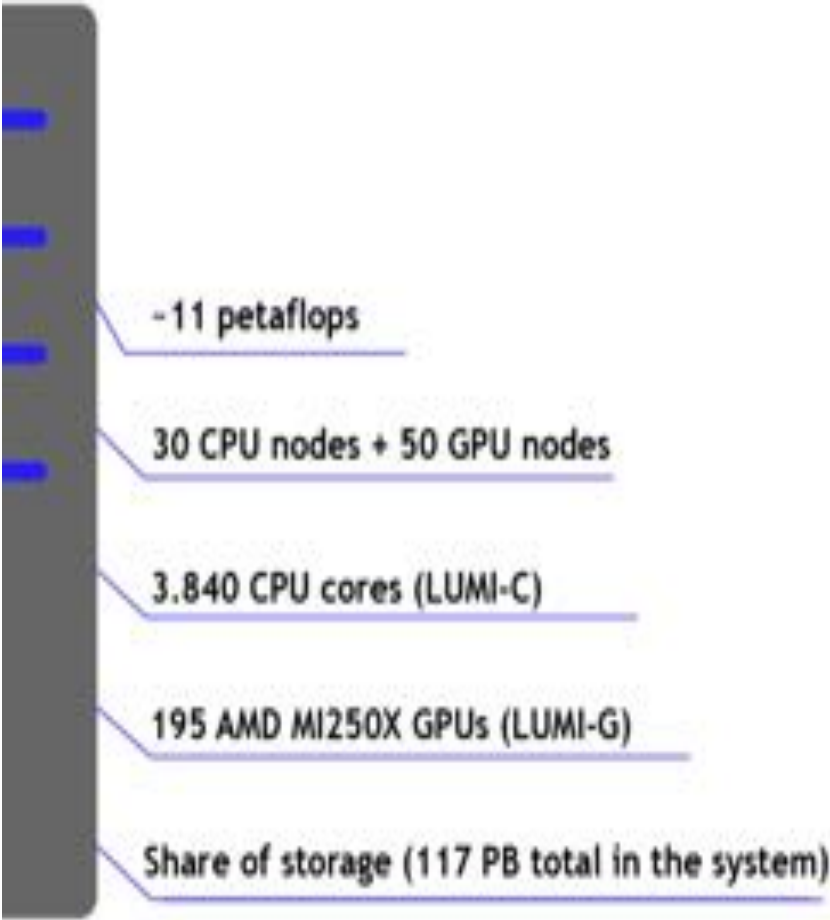 ~11 petaflops
30 CPU nodes + 50 GPU nodes
3.840 CPU cores (LUMI-C)
195 AMD MI250X GPUs (LUMI-G)
Share of storage (117 PB total in the system)